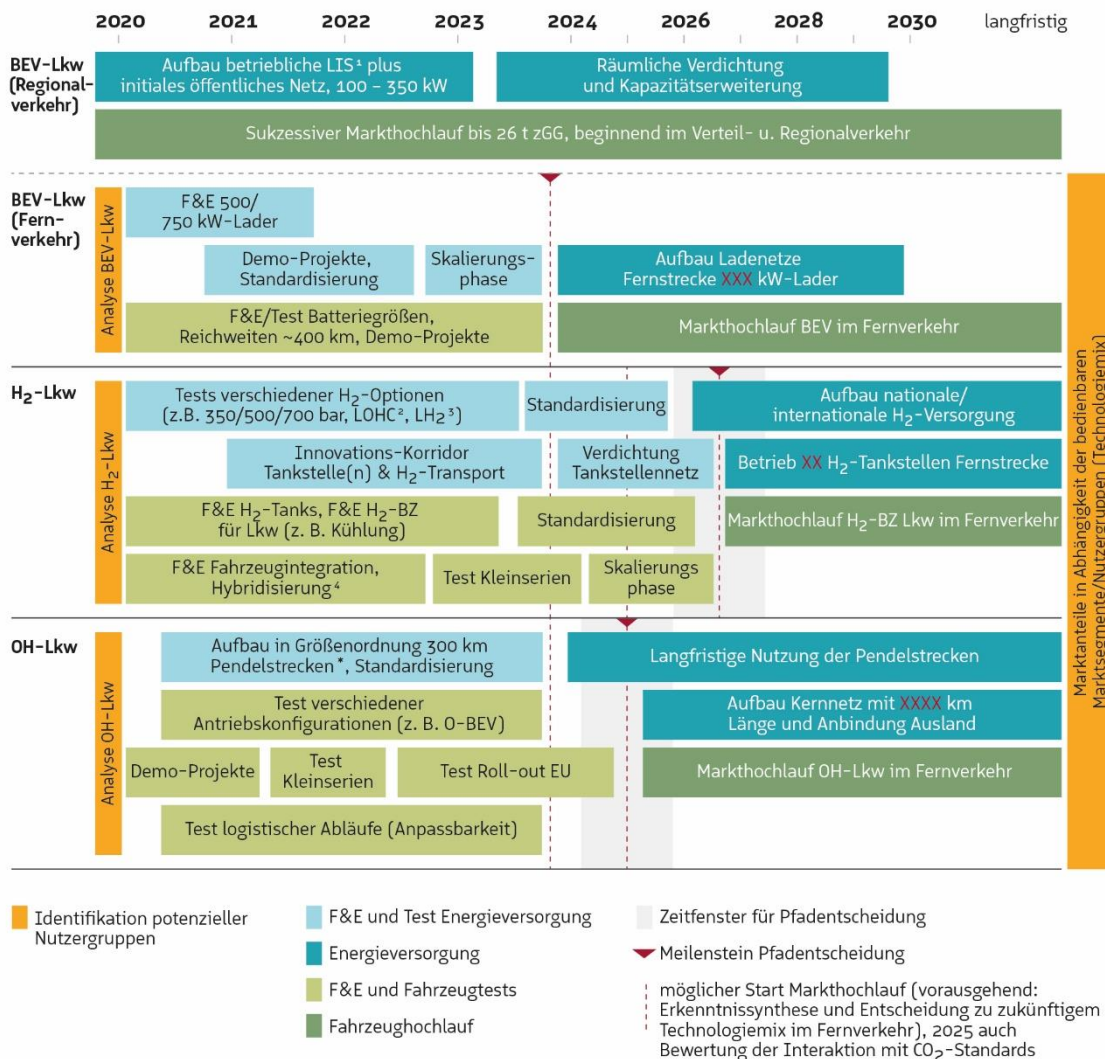 2020 2021 2022 2023 2024 2026 2028 2030 langfristig
BEV-Lkw
(Regional-
verkehr)
Aufbau betriebliche LIS¹ plus
initiales öffentliches Netz, 100 – 350 kW
Räumliche Verdichtung
und Kapazitätserweiterung
Sukzessiver Markthochlauf bis 26 t zGG, beginnend im Verteil- u. Regionalverkehr
BEV-Lkw
(Fern-
verkehr)
Analyse BEV-Lkw
F&E 500/
750 kW-Lader
Demo-Projekte,
Standardisierung
Skalierungs-
phase
Aufbau Ladenetze
Fernstrecke XXX kW-Lader
F&E/Test Batteriegrößen,
Reichweiten ~400 km, Demo-Projekte
Markthochlauf BEV im Fernverkehr
H₂-Lkw
Analyse H₂-Lkw
Tests verschiedener H₂-Optionen
(z.B. 350/500/700 bar, LOHC², LH₂³)
Standardisierung
Aufbau nationale/
internationale H₂-Versorgung
Innovations-Korridor
Tankstelle(n) & H₂-Transport
Verdichtung
Tankstellennetz
Betrieb XX H₂-Tankstellen Fernstrecke
F&E H₂-Tanks, F&E H₂-BZ
für Lkw (z. B. Kühlung)
Standardisierung
Markthochlauf H₂-BZ Lkw im Fernverkehr
F&E Fahrzeugintegration,
Hybridisierung⁴
Test Kleinserien
Skalierungs
phase
OH-Lkw
Analyse OH-Lkw
Aufbau in Größenordnung 300 km
Pendelstrecken*, Standardisierung
Langfristige Nutzung der Pendelstrecken
Test verschiedener
Antriebskonfigurationen (z. B. O-BEV)
Aufbau Kernnetz mit XXXX km
Länge und Anbindung Ausland
Demo-Projekte
Test
Kleinserien
Test Roll-out EU
Markthochlauf OH-Lkw im Fernverkehr
Test logistischer Abläufe (Anpassbarkeit)
Marktanteile in Abhängigkeit der bedienbaren
Marktsegmente/Nutzergruppen (Technologiemix)
Identifikation potenzieller
Nutzergruppen
F&E und Test Energieversorgung
Energieversorgung
F&E und Fahrzeugtests
Fahrzeughochlauf
Zeitfenster für Pfadentscheidung
Meilenstein Pfadentscheidung
möglicher Start Markthochlauf (vorausgehend:
Erkenntnissynthese und Entscheidung zu zukünftigem
Technologiemix im Fernverkehr), 2025 auch
Bewertung der Interaktion mit CO₂-Standards